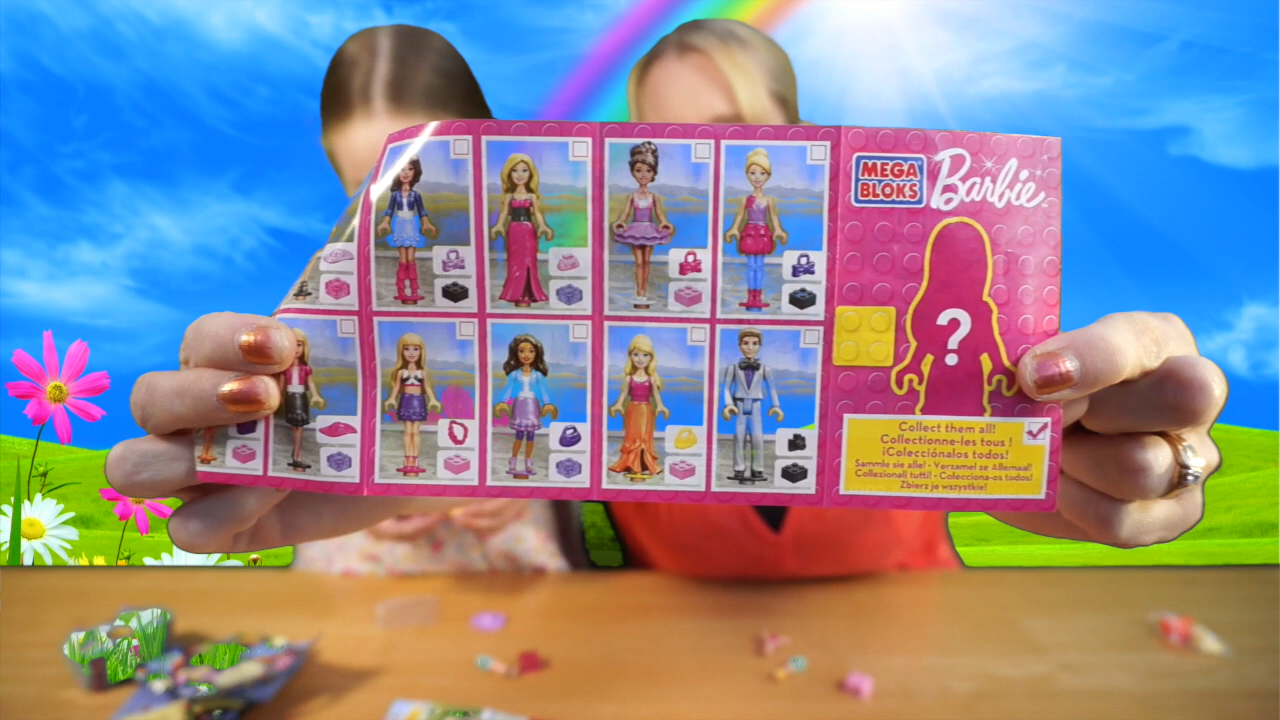 MEGA
BLOKS
Barbie
?
Collect them all!
Collectionne-les tous !
¡Colecciónalos todos!
Sammle sie alle! • Verzamel ze Allemaal!
Collezionali tutti! • Colecciona-os todos!
Zbierz je wszystkie!